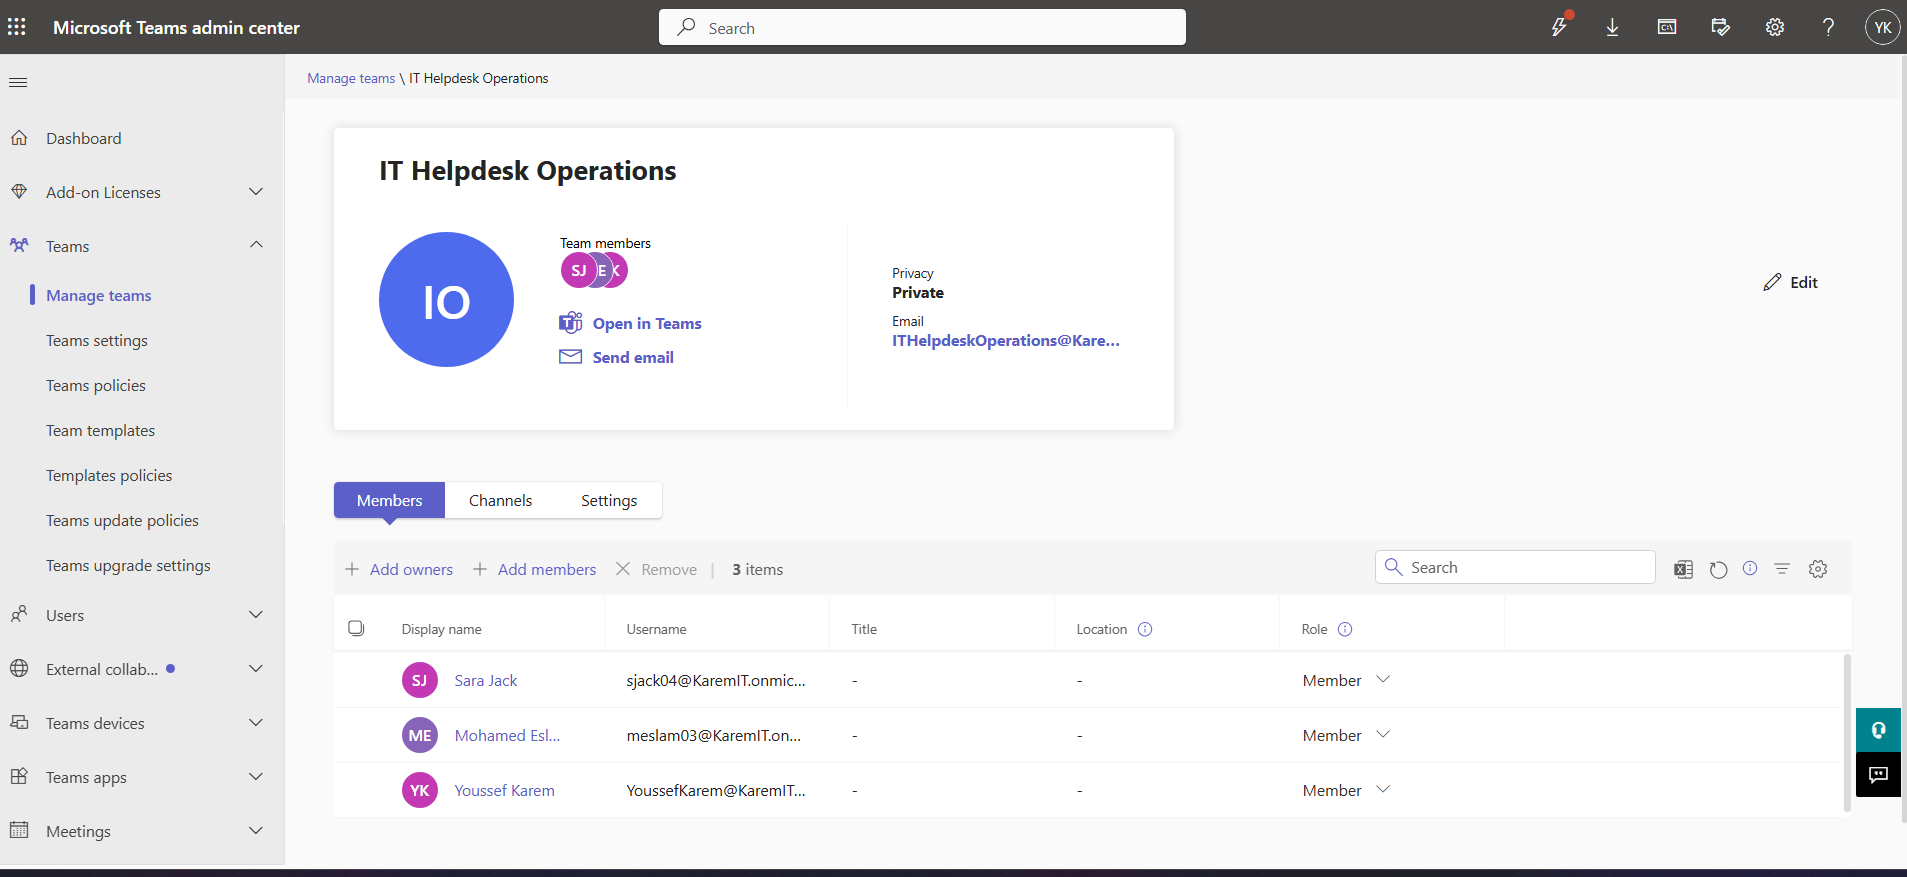 Microsoft Teams admin center
Search
YK
Manage teams \ IT Helpdesk Operations
Dashboard
Add-on Licenses
Teams
Manage teams
Teams settings
Teams policies
Team templates
Templates policies
Teams update policies
Teams upgrade settings
Users
External collab...
Teams devices
Teams apps
Meetings
IT Helpdesk Operations
IO
Team members
SJ E K
Open in Teams
Send email
Privacy
Private
Email
ITHelpdeskOperations@Kare...
Edit
Members Channels Settings
Add owners Add members Remove | 3 items
Search
Display name Username Title Location Role
SJ Sara Jack sjack04@KaremIT.onmic... - - Member
ME Mohamed Esl... meslam03@KaremIT.on... - - Member
YK Youssef Karem YoussefKarem@KaremIT... - - Member